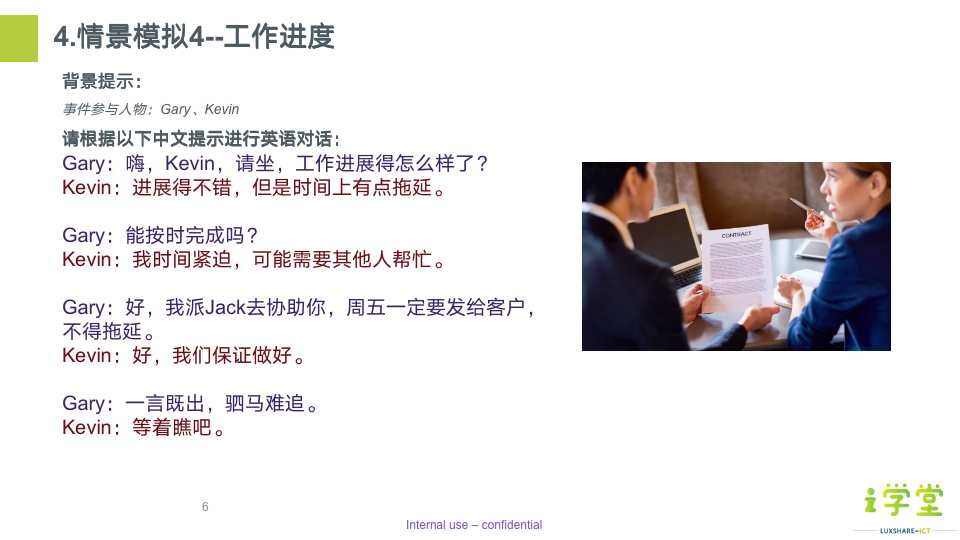 4.情景模拟4--工作进度
背景提示：
事件参与人物：Gary、Kevin
请根据以下中文提示进行英语对话：
Gary：嗨，Kevin，请坐，工作进展得怎么样了？
Kevin：进展得不错，但是时间上有点拖延。
Gary：能按时完成吗？
Kevin：我时间紧迫，可能需要其他人帮忙。
Gary：好，我派Jack去协助你，周五一定要发给客户，
不得拖延。
Kevin：好，我们保证做好。
Gary：一言既出，驷马难追。
Kevin：等着瞧吧。
CONTRACT
6
Internal use – confidential
i学堂
LUXSHARE-ICT